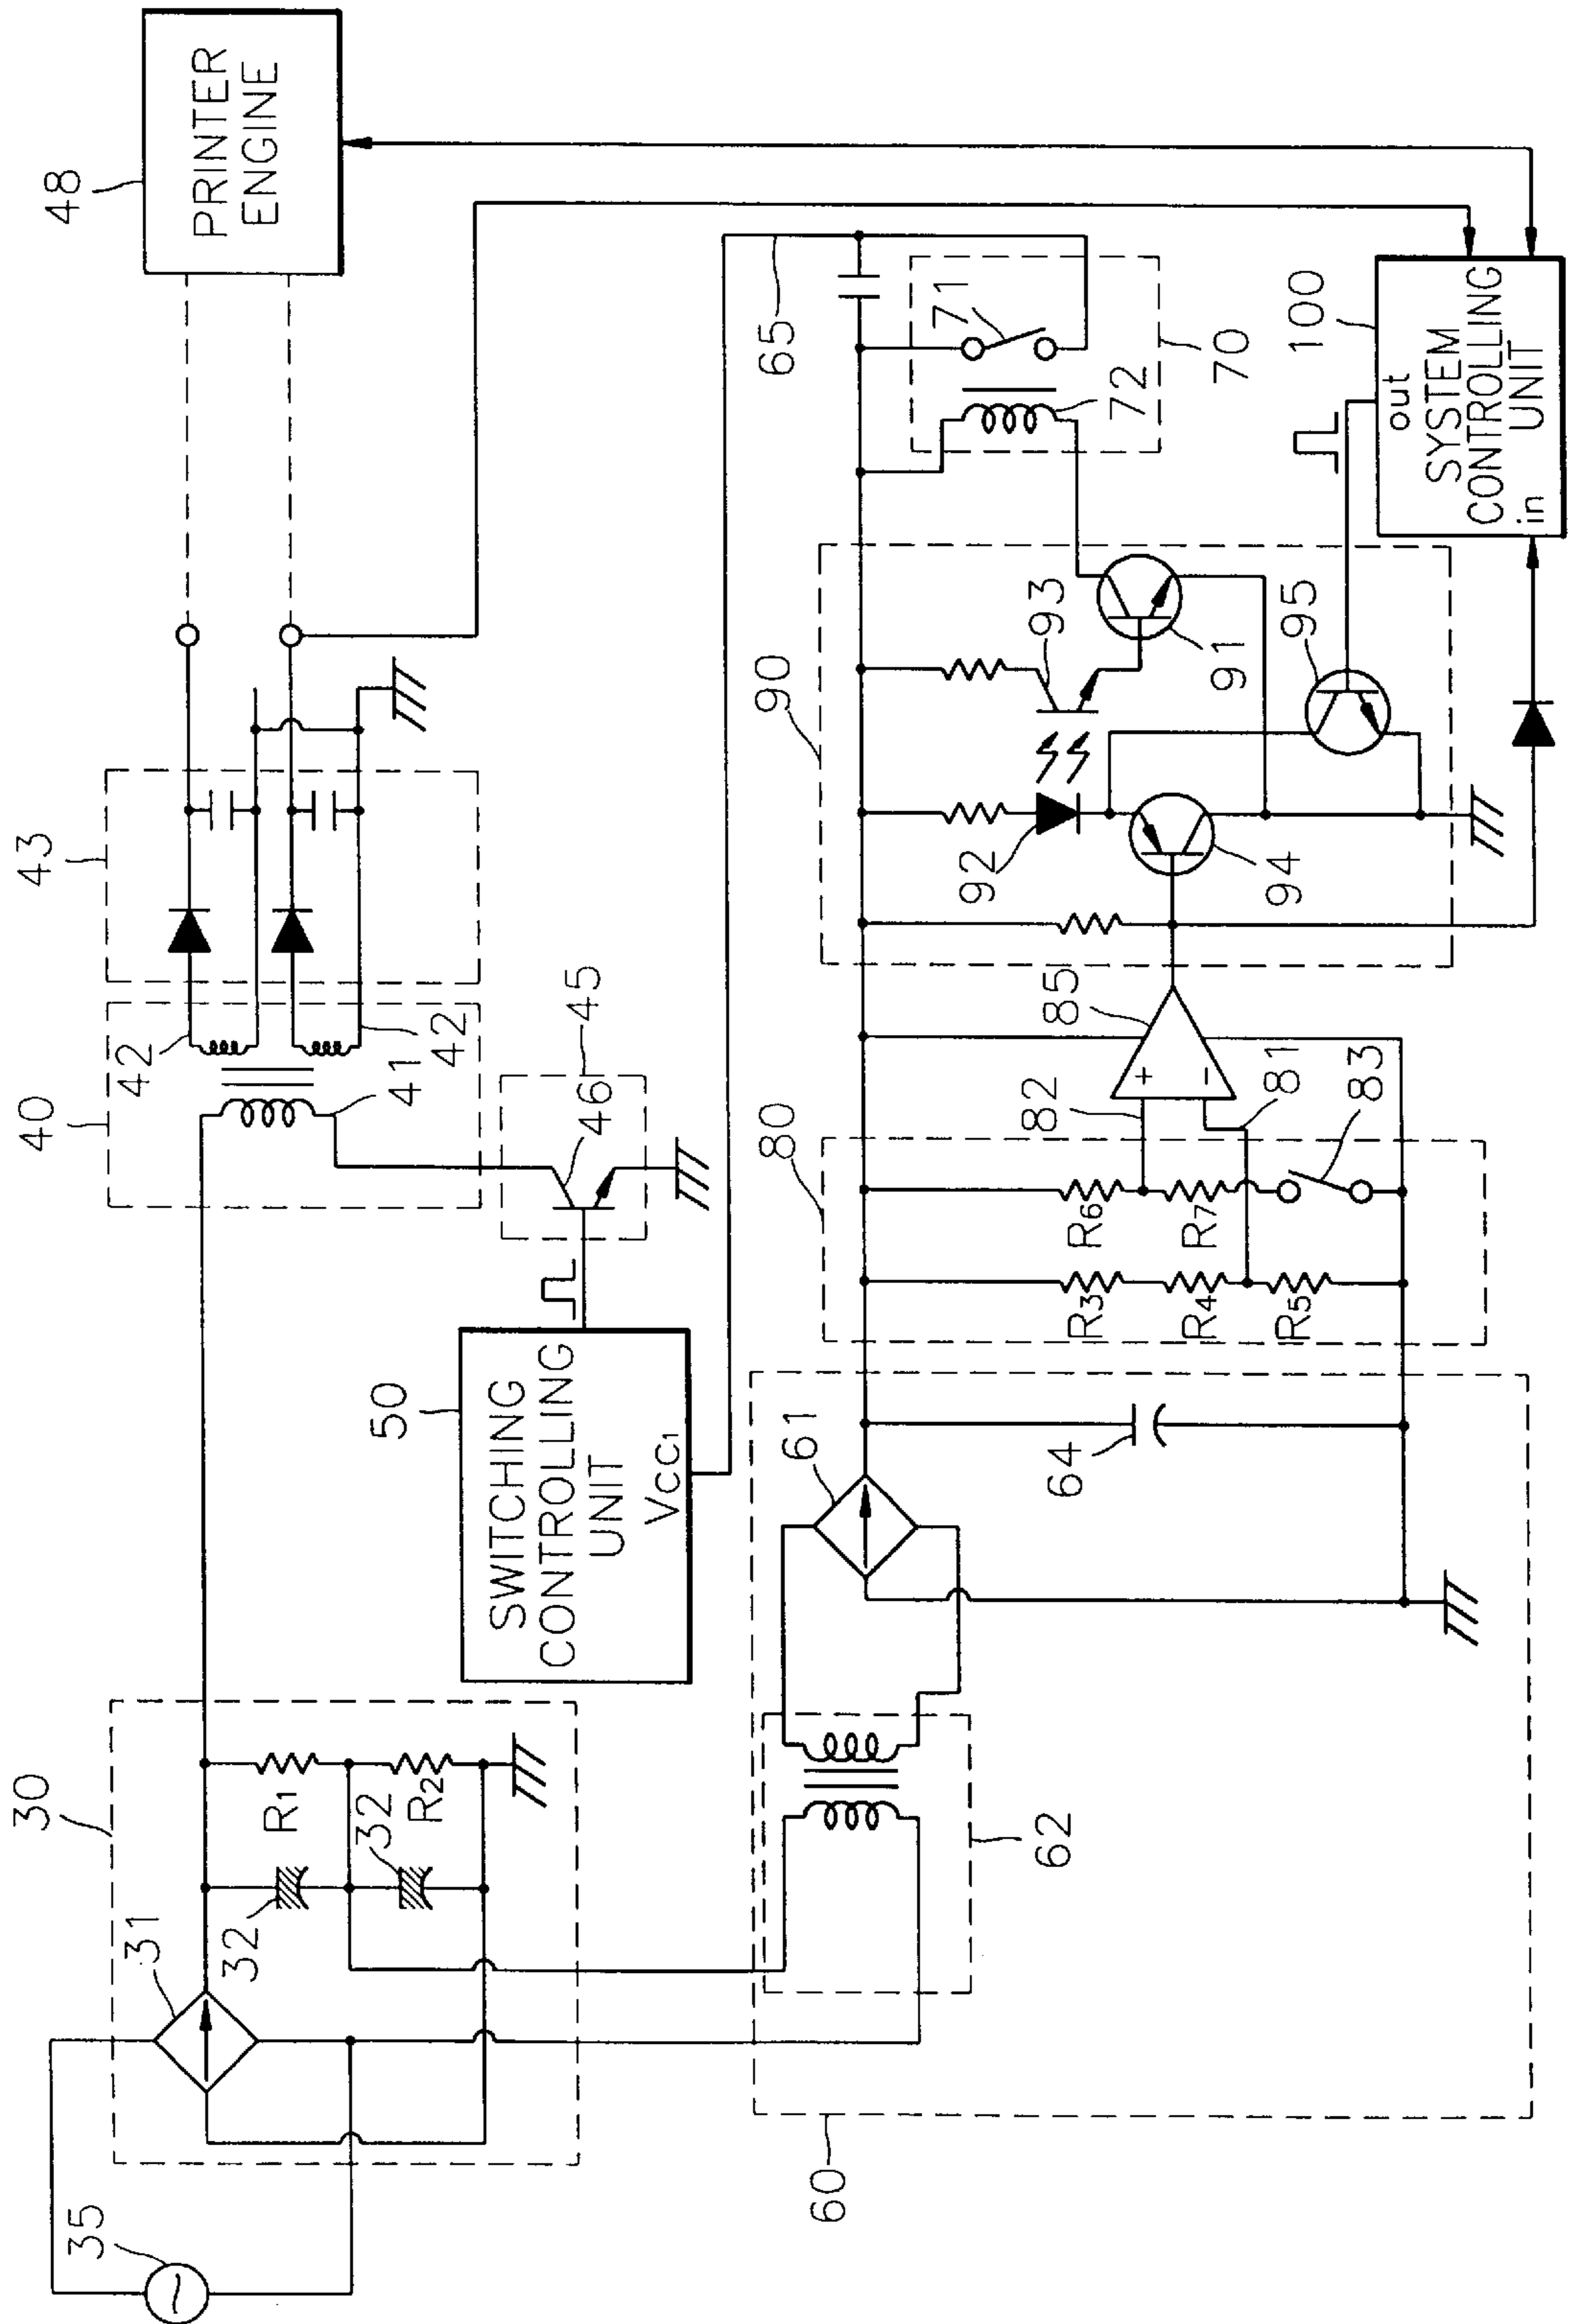 35
30
31
32
32
R1
R2
40
41
42
42
43
48
PRINTER
ENGINE
45
46
50
SWITCHING
CONTROLLING
UNIT
VCC1
60
61
62
64
65
80
R3
R4
R5
R6
R7
82
81
83
85
90
92
93
94
91
95
71
72
70
100
out
SYSTEM
CONTROLLING
UNIT
in
+
−